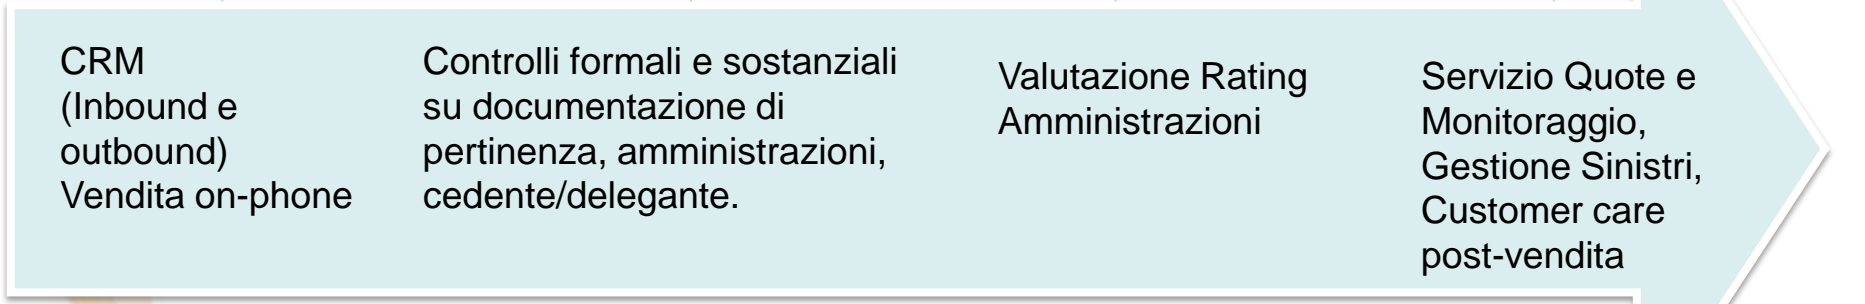 CRM
(Inbound e
outbound)
Vendita on-phone
Controlli formali e sostanziali
su documentazione di
pertinenza, amministrazioni,
cedente/delegante.
Valutazione Rating
Amministrazioni
Servizio Quote e
Monitoraggio,
Gestione Sinistri,
Customer care
post-vendita